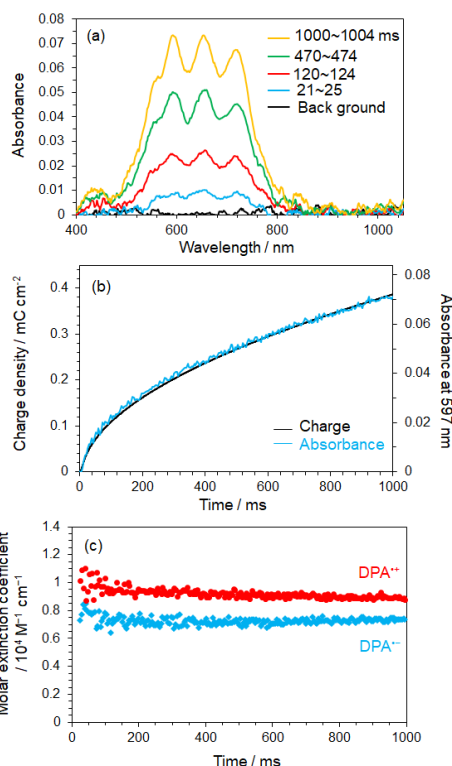 (a)
1000~1004 ms
470~474
120~124
21~25
Back ground
Absorbance
0.08
0.07
0.06
0.05
0.04
0.03
0.02
0.01
0
400 600 800 1000
Wavelength / nm
(b)
Charge density / mC cm⁻²
0.4
0.3
0.2
0.1
0
Absorbance at 597
nm
0.08
0.06
0.04
0.02
0
Charge
Absorbance
0 200 400 600 800 1000
Time / ms
(c)
Molar extinction coefficient
/ 10⁴ M⁻¹ cm⁻¹
1.4
1.2
1
0.8
0.6
0.4
0.2
0
DPA•+
DPA•−
0 200 400 600 800 1000
Time / ms